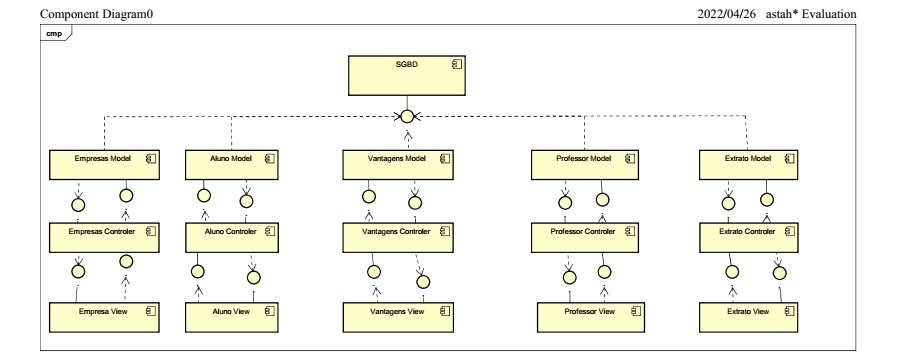 Component Diagram0 2022/04/26 astah* Evaluation
cmp
SGBD
Empresas Model Aluno Model Vantagens Model Professor Model Extrato Model
Empresas Controler Aluno Controler Vantagens Controler Professor Controler Extrato Controler
Empresa View Aluno View Vantagens View Professor View Extrato View